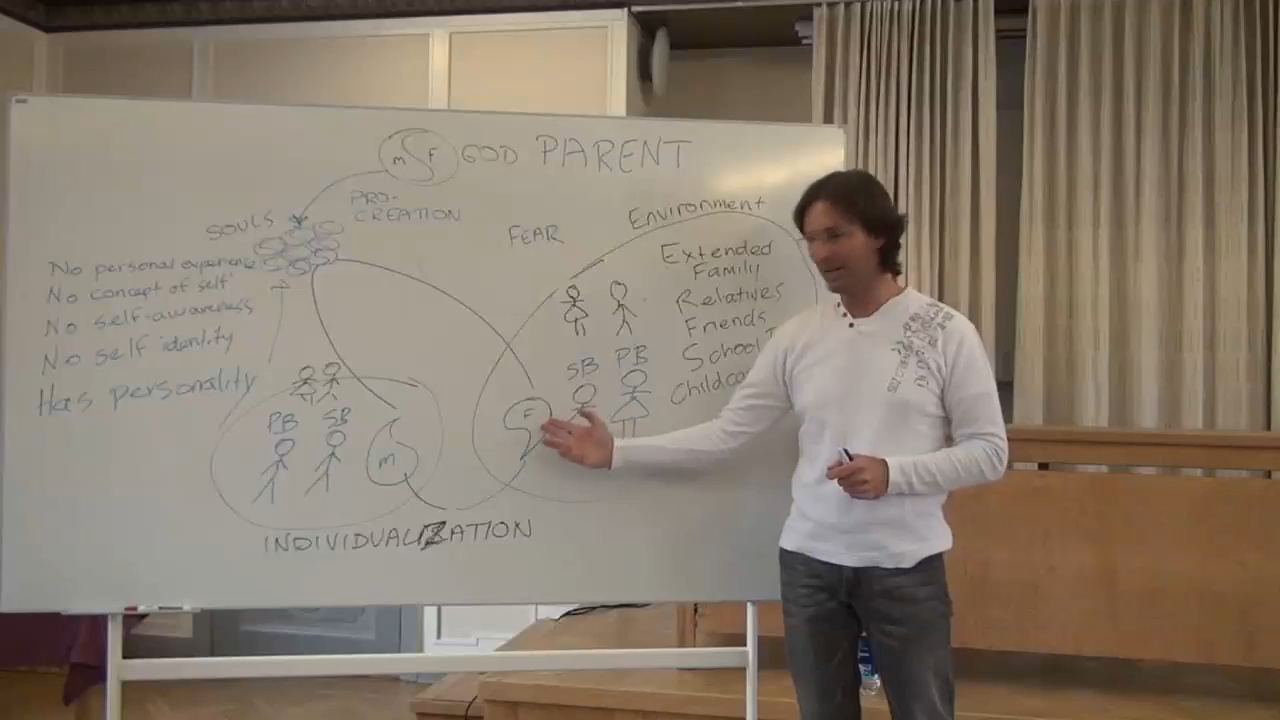 m F GOD PARENT
PRO-
CREATION
SOULS
No personal experience
No concept of 'self'
No self-awareness
No self identity
Has personality
FEAR
Environment
Extended
Family
Relatives
Friends
School
SB PB
F
PB SB
m
INDIVIDUALIZATION